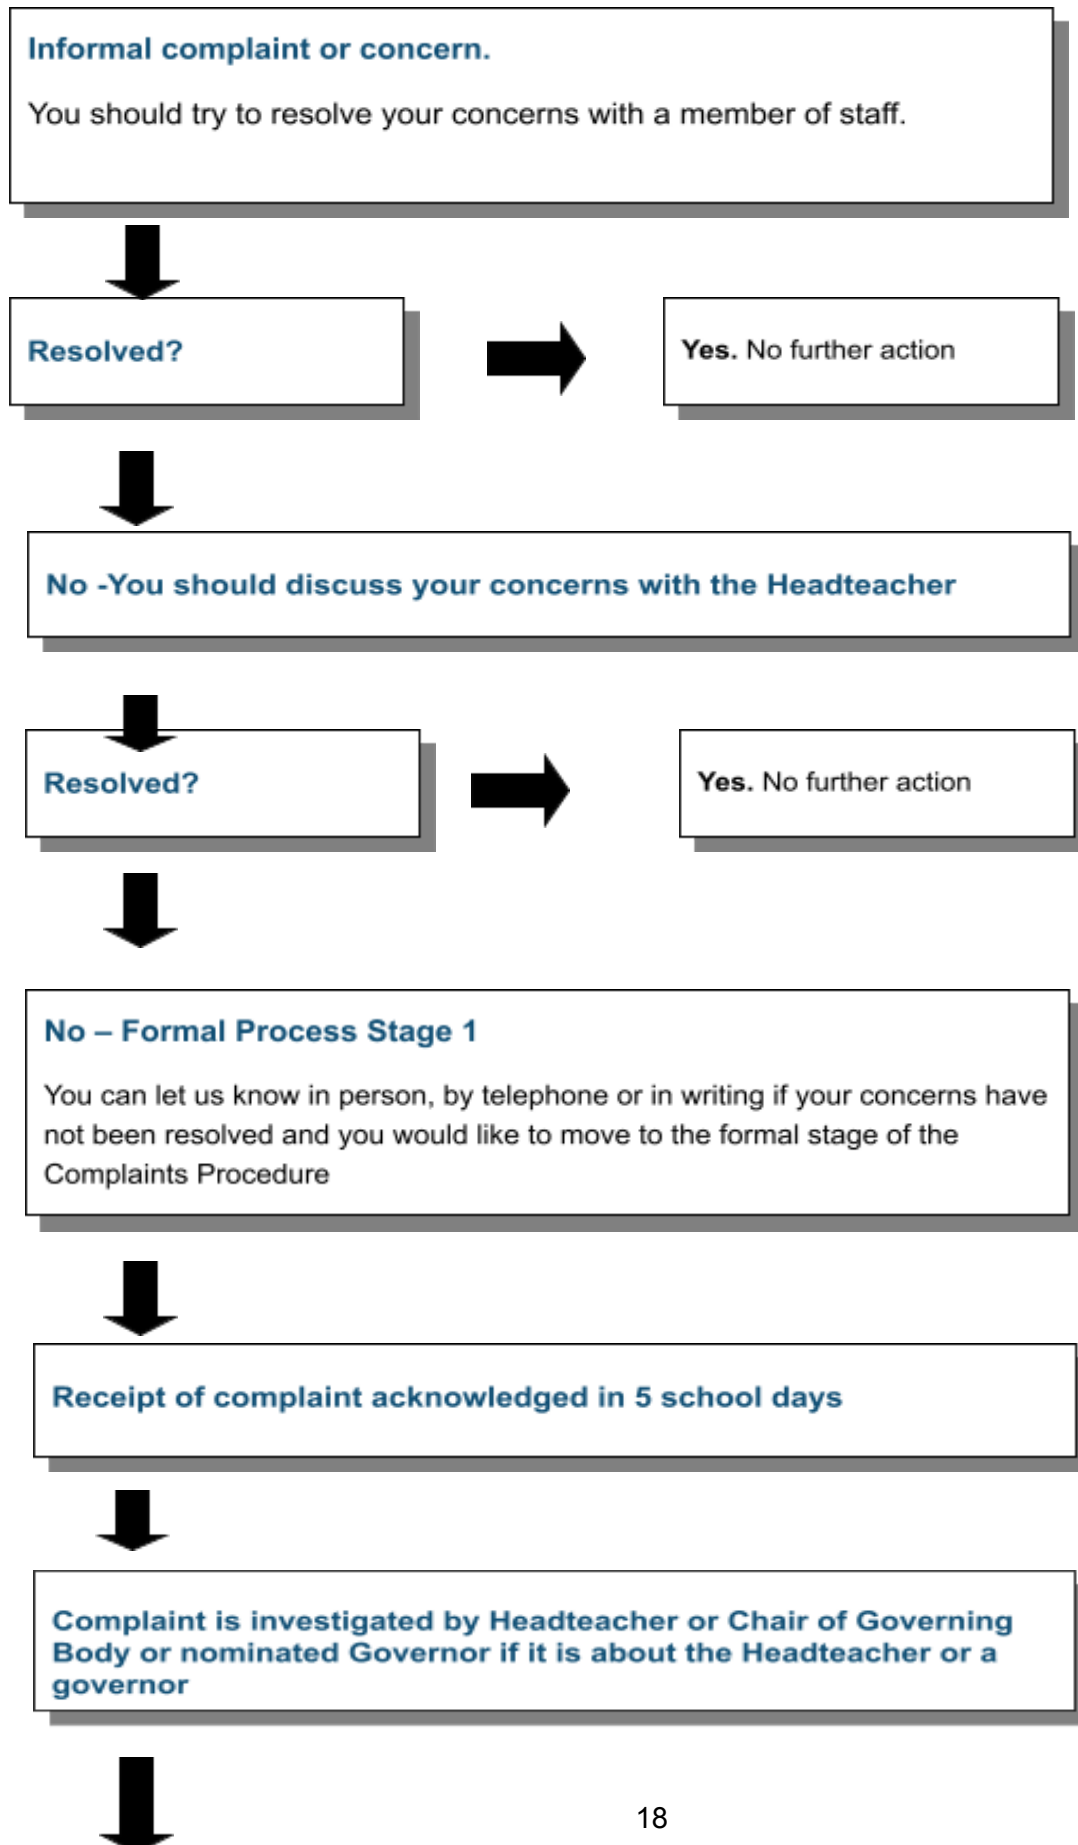 Informal complaint or concern.
You should try to resolve your concerns with a member of staff.
Resolved?
Yes. No further action
No -You should discuss your concerns with the Headteacher
Resolved?
Yes. No further action
No – Formal Process Stage 1
You can let us know in person, by telephone or in writing if your concerns have
not been resolved and you would like to move to the formal stage of the
Complaints Procedure
Receipt of complaint acknowledged in 5 school days
Complaint is investigated by Headteacher or Chair of Governing
Body or nominated Governor if it is about the Headteacher or a
governor
18